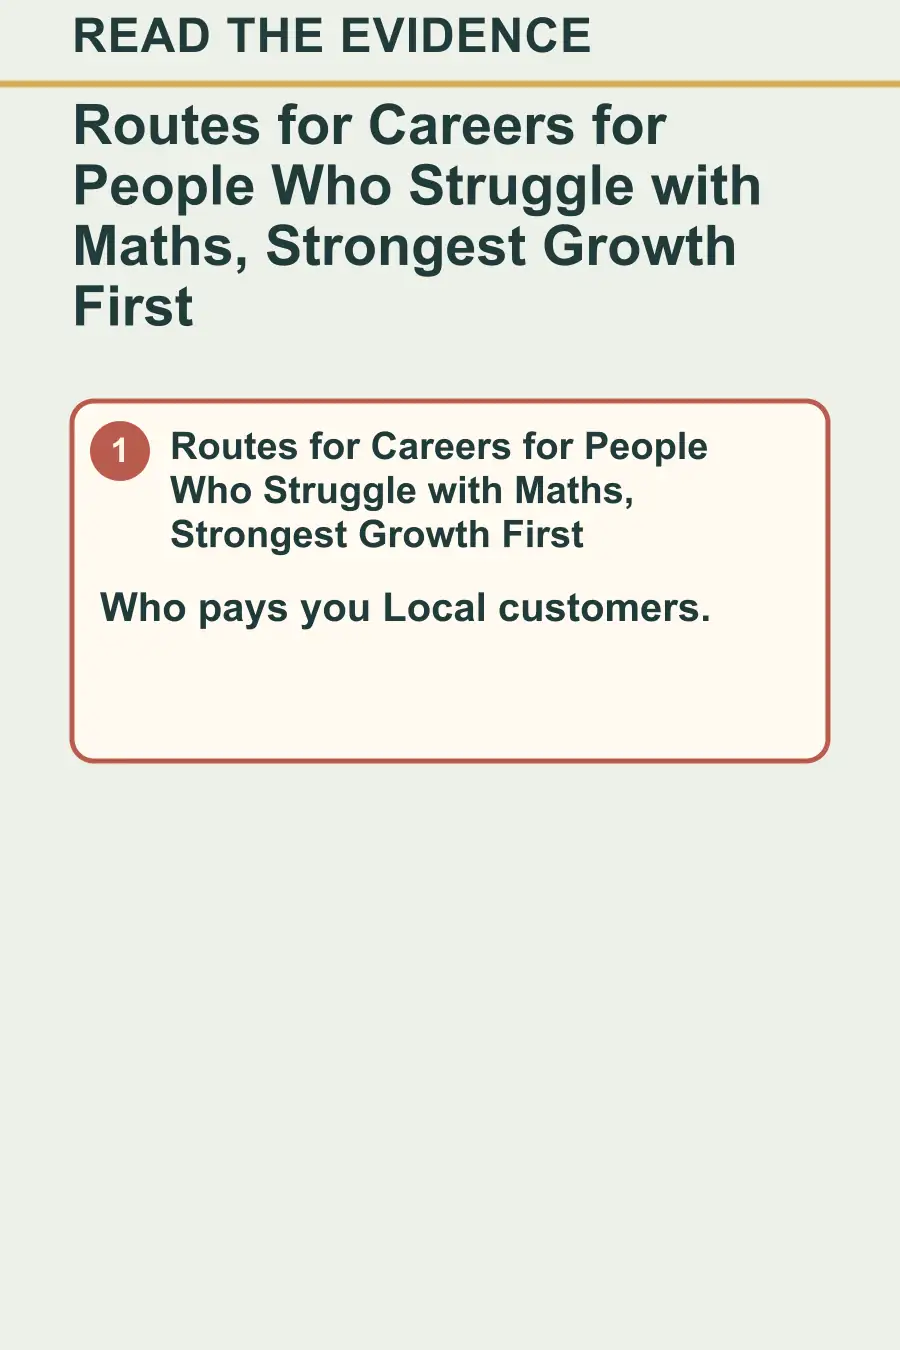 READ THE EVIDENCE
Routes for Careers for
People Who Struggle with
Maths, Strongest Growth
First
1
Routes for Careers for People
Who Struggle with Maths,
Strongest Growth First
Who pays you Local customers.